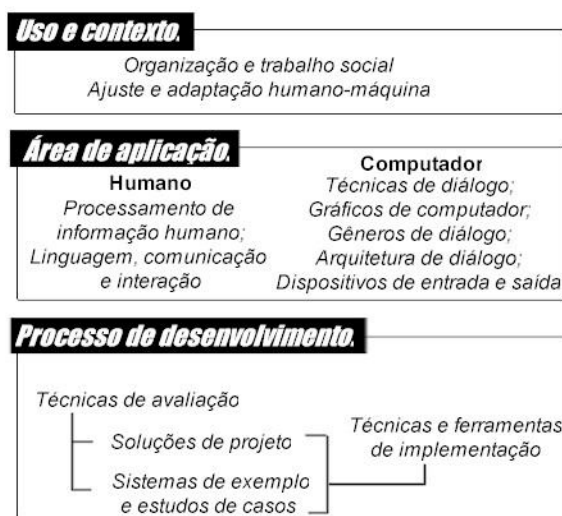 Uso e contexto.
Organização e trabalho social
Ajuste e adaptação humano-máquina
Área de aplicação.
Humano
Processamento de
informação humano;
Linguagem, comunicação
e interação
Computador
Técnicas de diálogo;
Gráficos de computador;
Gêneros de diálogo;
Arquitetura de diálogo;
Dispositivos de entrada e saída
Processo de desenvolvimento.
Técnicas de avaliação
Soluções de projeto
Sistemas de exemplo
e estudos de casos
Técnicas e ferramentas
de implementação